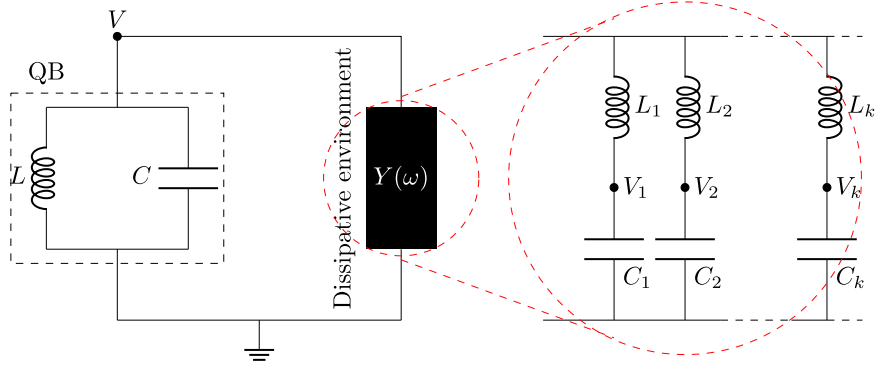 V
QB
L
C
Dissipative environment
Y(ω)
L₁
L₂
Lₖ
V₁
V₂
Vₖ
C₁
C₂
Cₖ